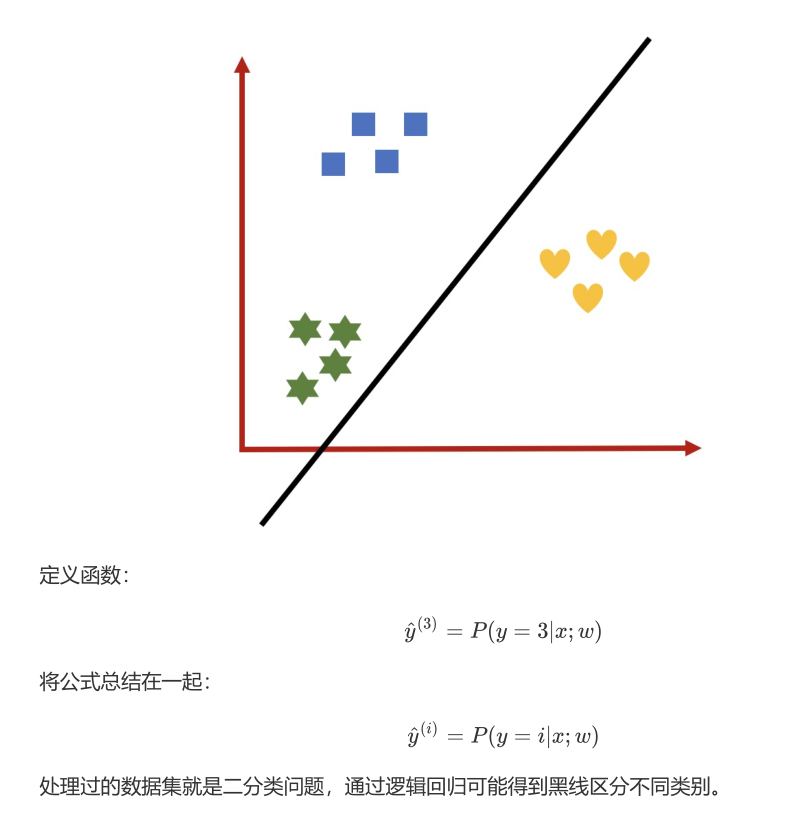 定义函数：
$\hat{y}^{(3)} = P(y = 3|x; w)$
将公式总结在一起：
$\hat{y}^{(i)} = P(y = i|x; w)$
处理过的数据集就是二分类问题，通过逻辑回归可能得到黑线区分不同类别。